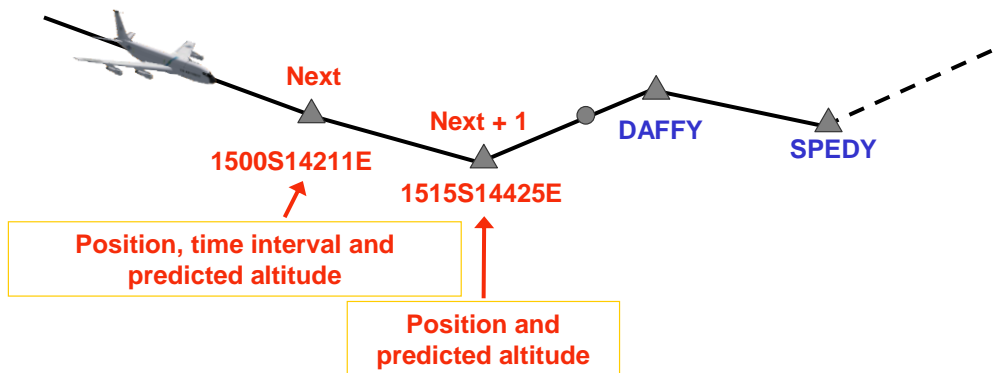 Next
Next + 1
DAFFY
SPEDY
1500S14211E
1515S14425E
Position, time interval and
predicted altitude
Position and
predicted altitude